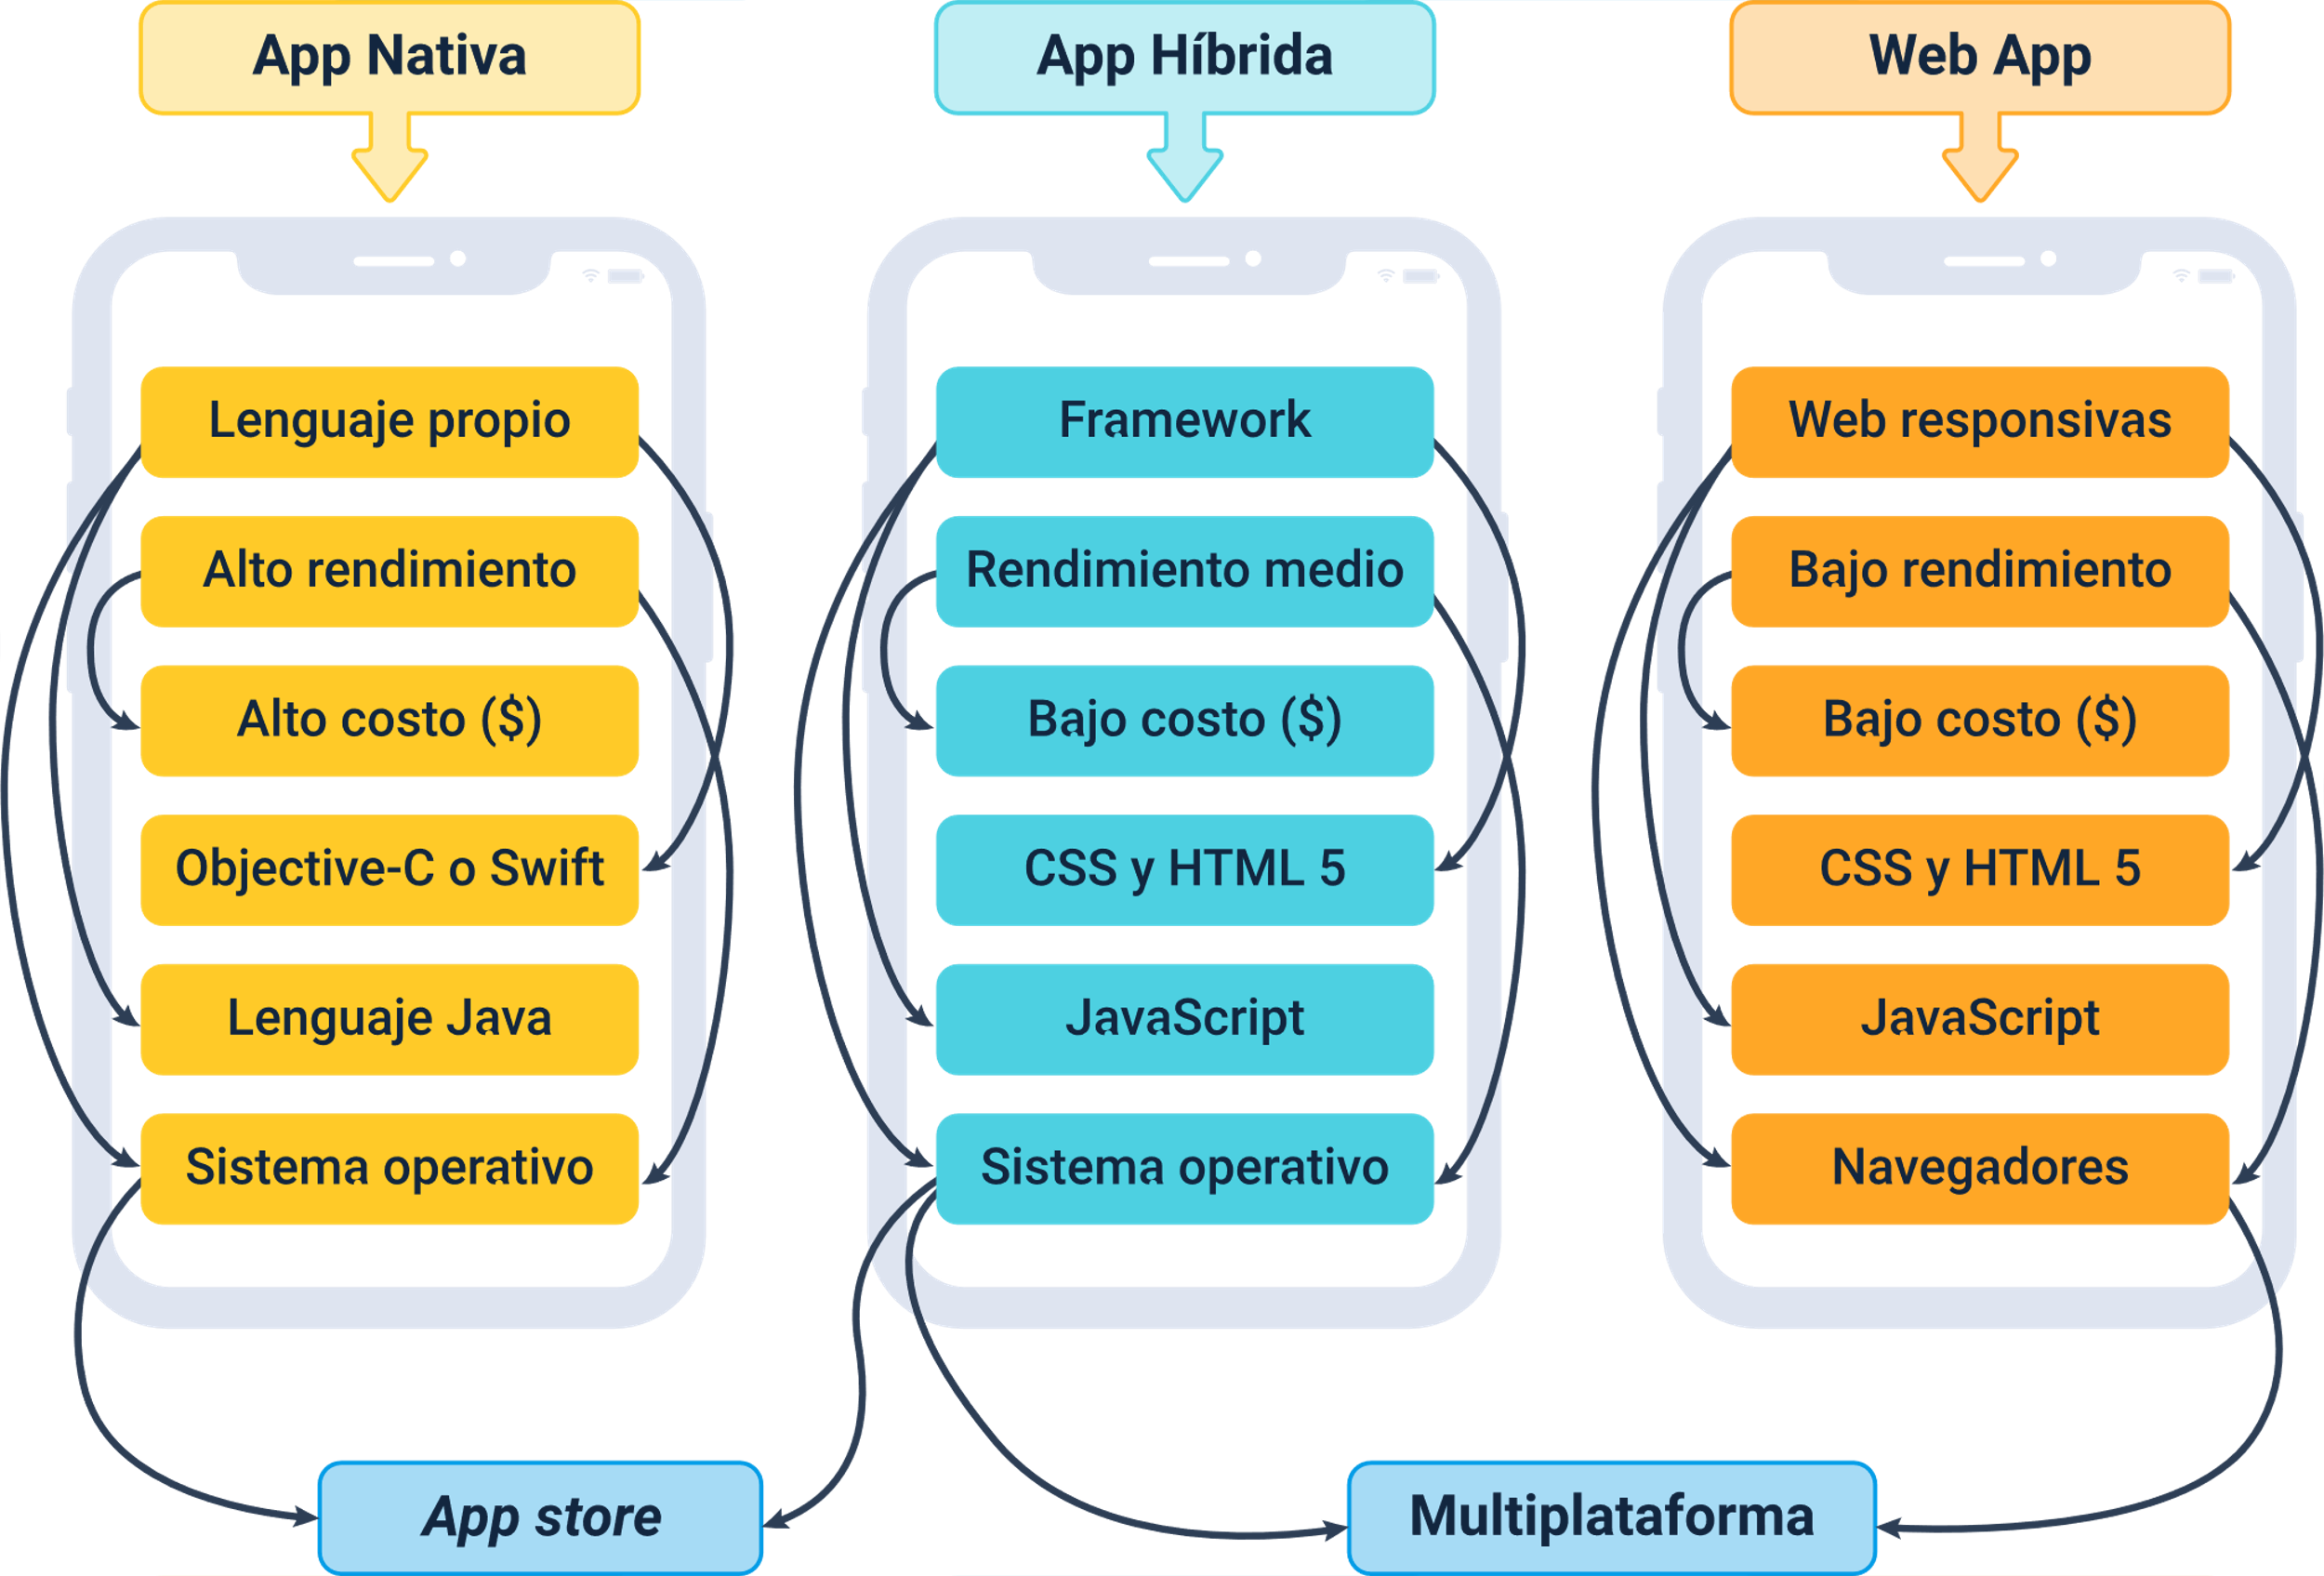 App Nativa
Lenguaje propio
Alto rendimiento
Alto costo ($)
Objective-C o Swift
Lenguaje Java
Sistema operativo
App Híbrida
Framework
Rendimiento medio
Bajo costo ($)
CSS y HTML 5
JavaScript
Sistema operativo
Web App
Web responsivas
Bajo rendimiento
Bajo costo ($)
CSS y HTML 5
JavaScript
Navegadores
App store
Multiplataforma